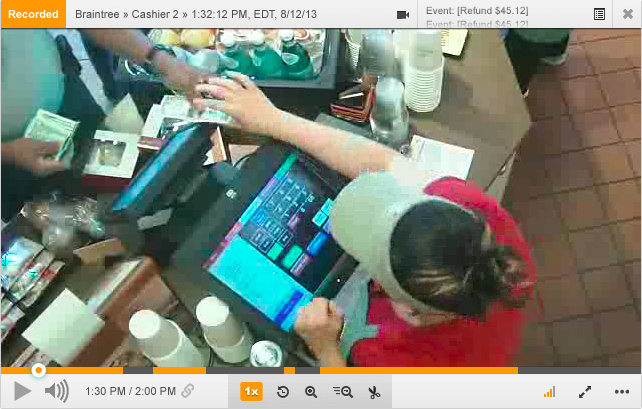 Recorded
Braintree » Cashier 2 » 1:32:12 PM, EDT, 8/12/13
Event: [Refund $45.12]
Event: [Refund $45.12]
1:30 PM / 2:00 PM
1x